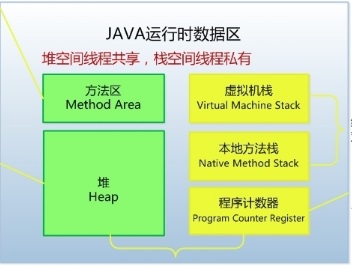 JAVA运行时数据区
堆空间线程共享，栈空间线程私有
方法区
Method Area
堆
Heap
虚拟机栈
Virtual Machine Stack
本地方法栈
Native Method Stack
程序计数器
Program Counter Register